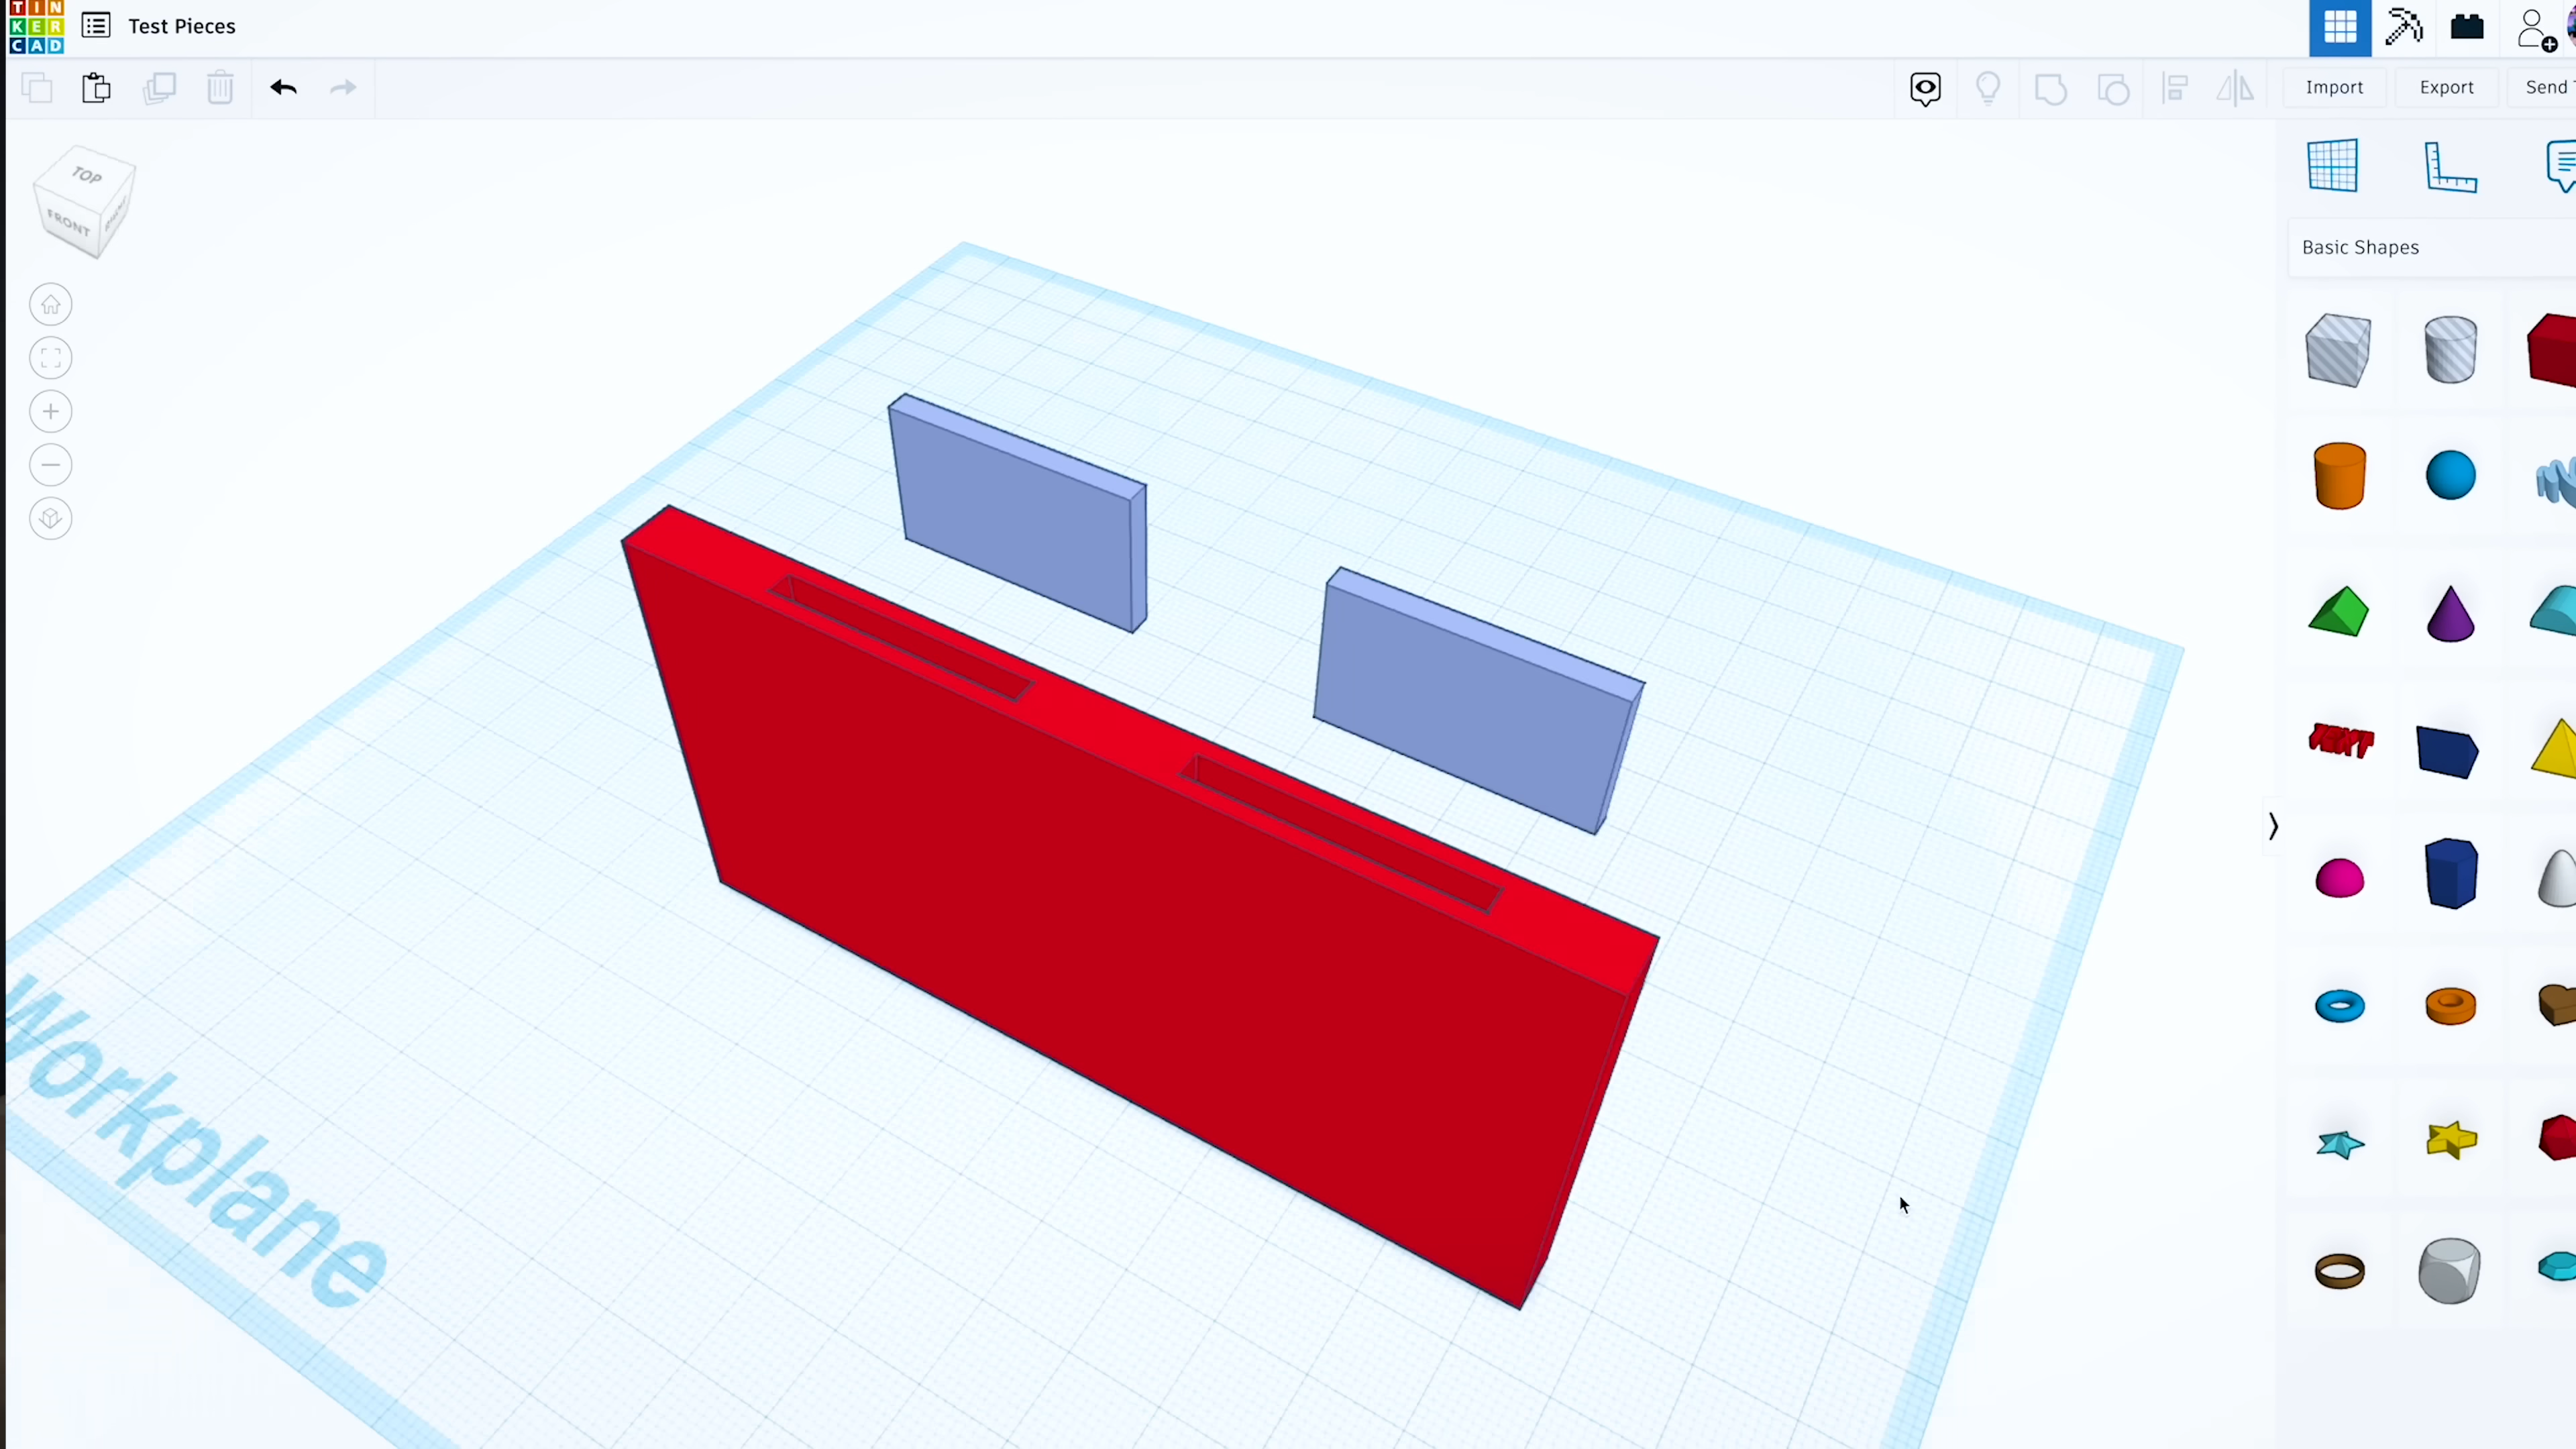 TIN
KER
CAD
Test Pieces
Import
Export
Send
TOP
FRONT
Basic Shapes
TEXT
Workplane